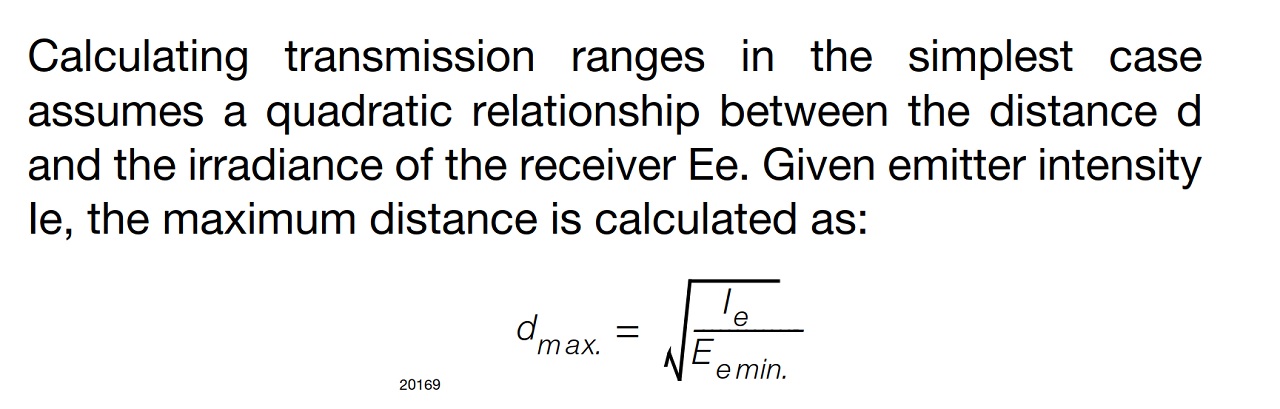 Calculating transmission ranges in the simplest case
assumes a quadratic relationship between the distance d
and the irradiance of the receiver Ee. Given emitter intensity
Ie, the maximum distance is calculated as:
d_{max.} = \sqrt{\frac{I_e}{E_{e min.}}}
20169